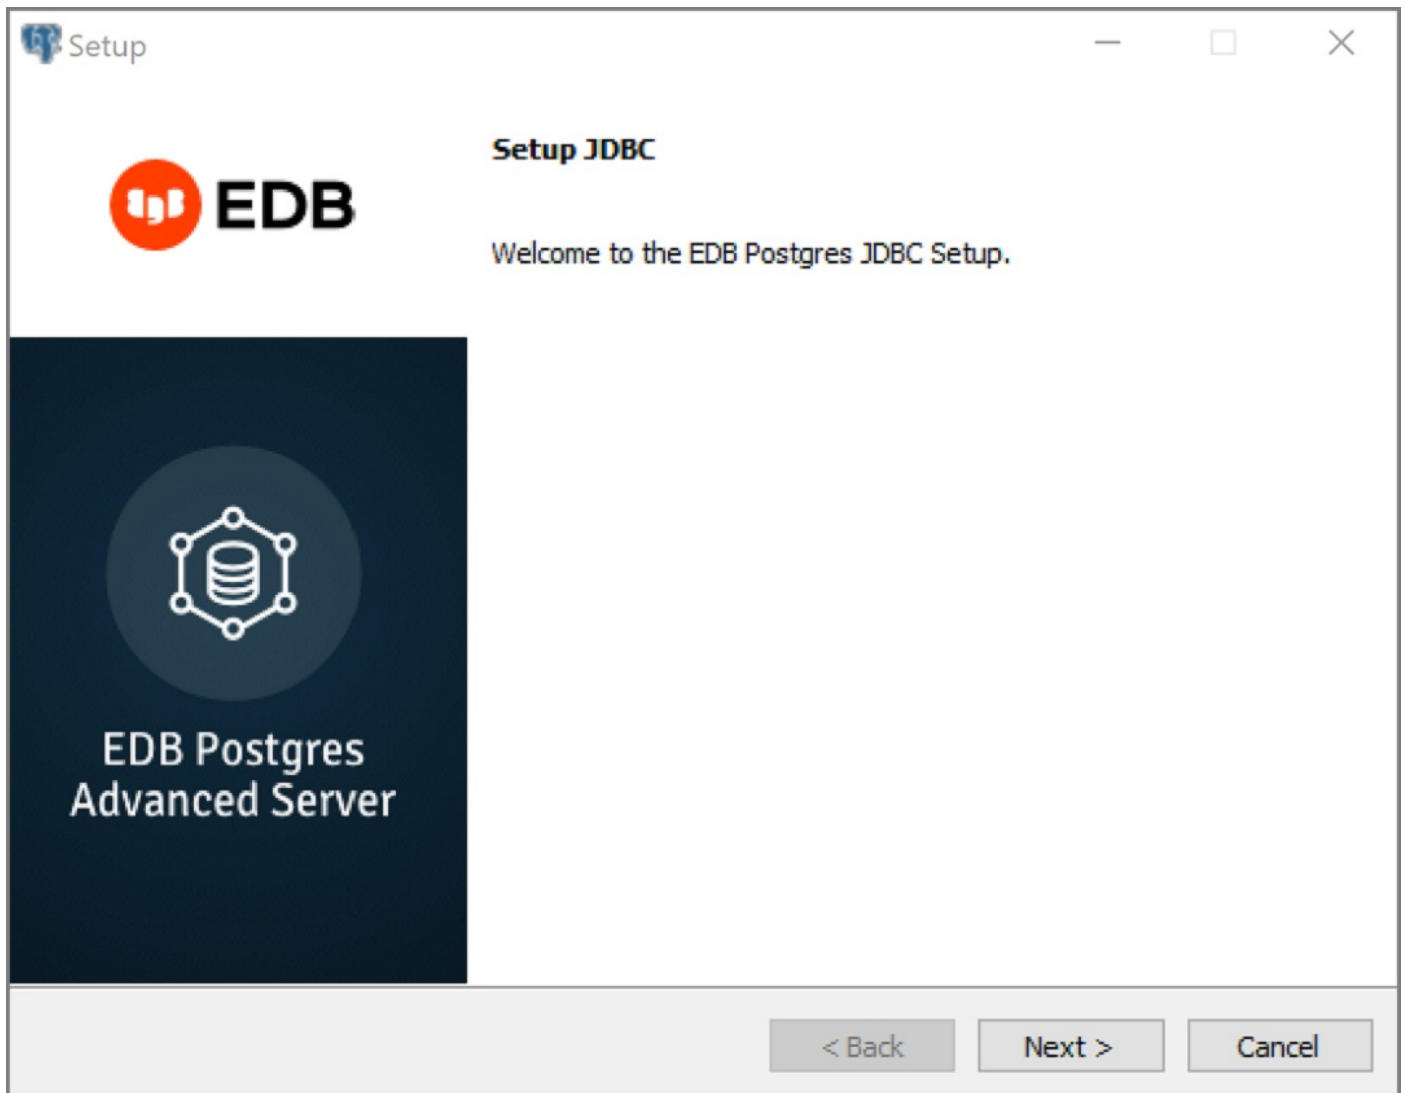 Setup
EDB
Setup JDBC
Welcome to the EDB Postgres JDBC Setup.
EDB Postgres
Advanced Server
< Back
Next >
Cancel